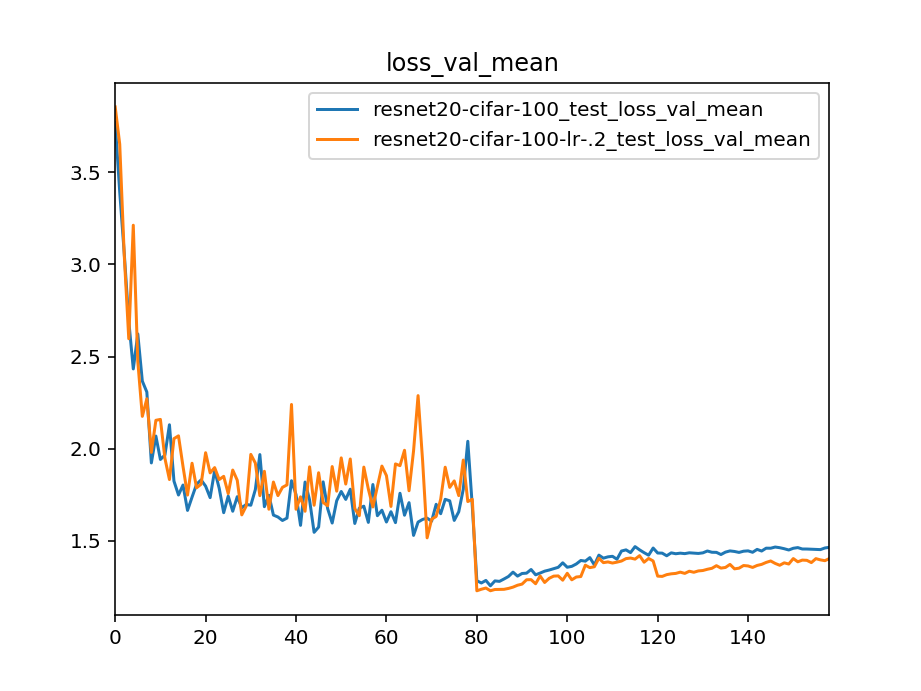 loss_val_mean
resnet20-cifar-100_test_loss_val_mean
resnet20-cifar-100-lr-.2_test_loss_val_mean
3.5
3.0
2.5
2.0
1.5
0 20 40 60 80 100 120 140